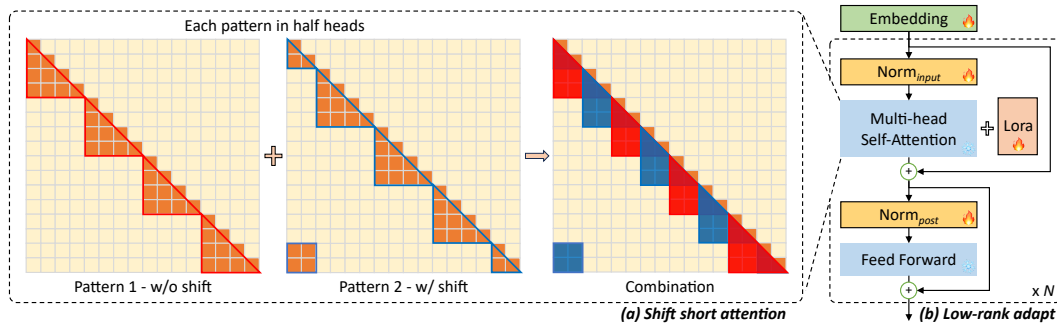 Each pattern in half heads
Pattern 1 - w/o shift
Pattern 2 - w/ shift
Combination
(a) Shift short attention
Embedding
Norm input
Multi-head
Self-Attention
Lora
Norm post
Feed Forward
x N
(b) Low-rank adapt